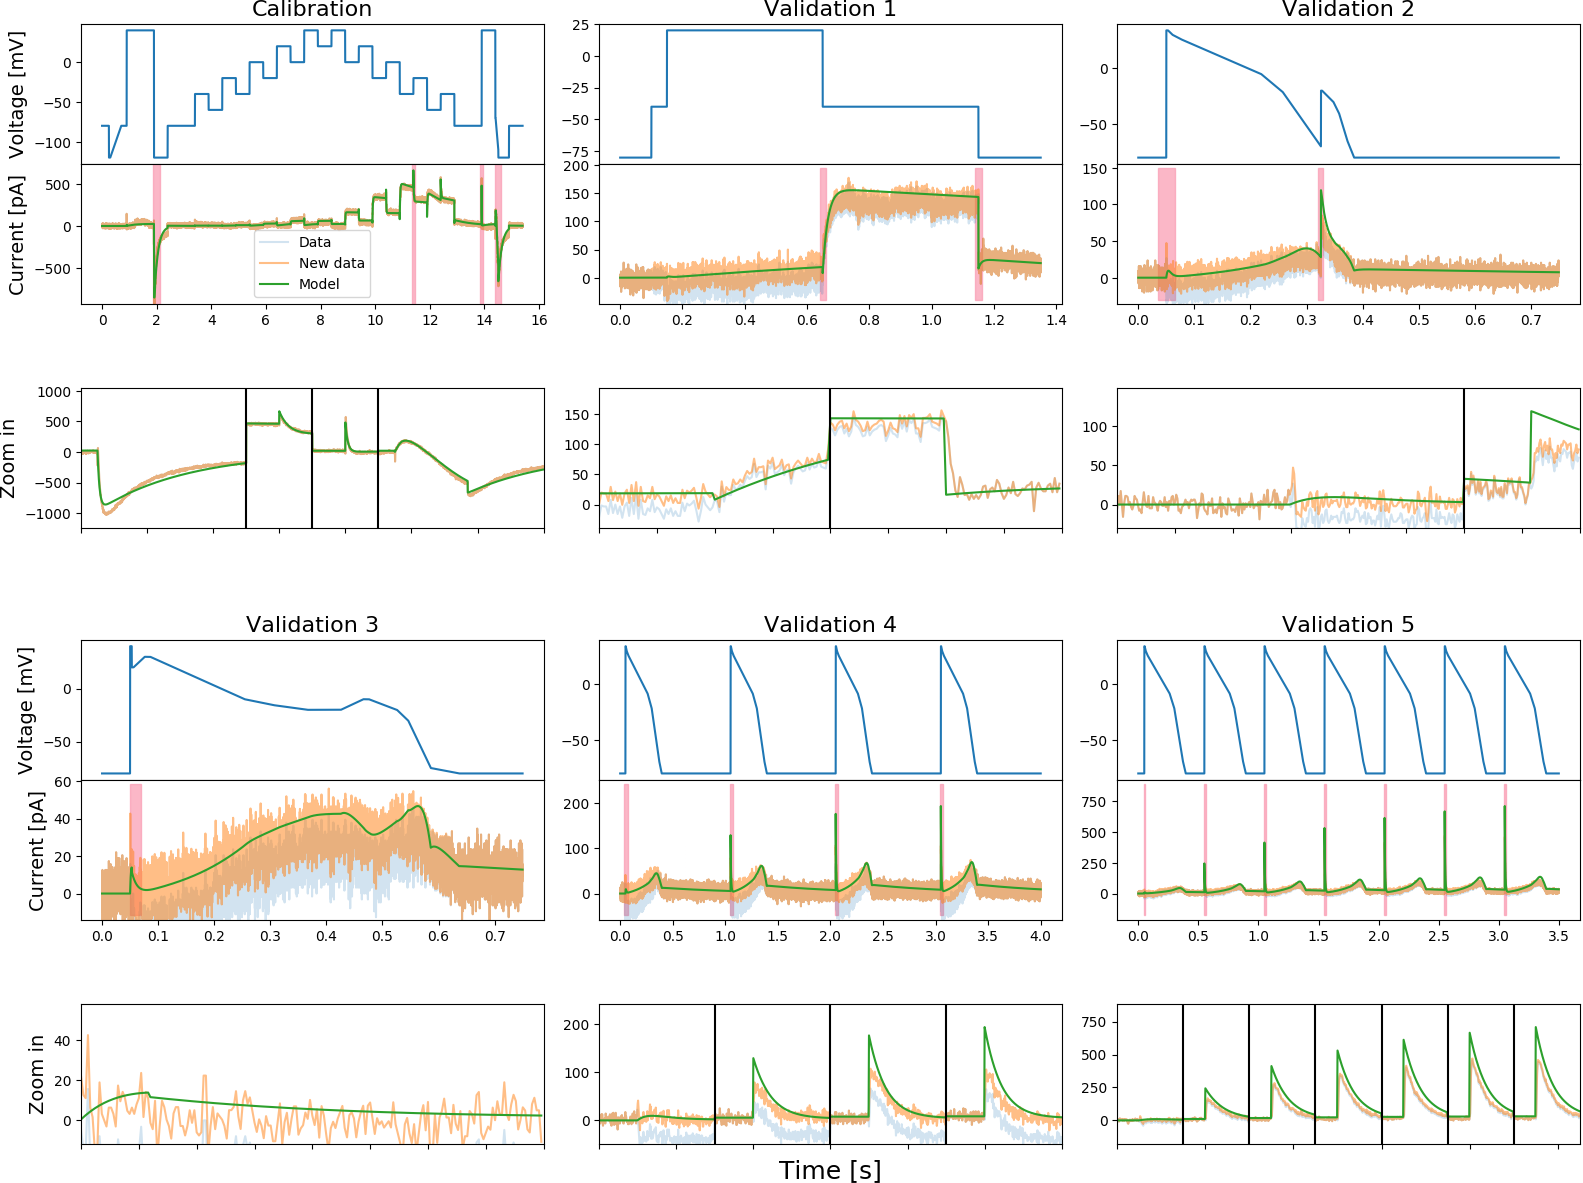 Calibration
Validation 1
Validation 2
Voltage [mV]
0
−50
−100
25
0
−25
−50
−75
0
−50
Current [pA]
500
0
−500
Data
New data
Model
200
150
100
50
0
150
100
50
0
0 2 4 6 8 10 12 14 16
0.0 0.2 0.4 0.6 0.8 1.0 1.2 1.4
0.0 0.1 0.2 0.3 0.4 0.5 0.6 0.7
Zoom in
1000
500
0
−500
−1000
150
100
50
0
100
50
0
Validation 3
Validation 4
Validation 5
Voltage [mV]
0
−50
0
−50
0
−50
Current [pA]
60
40
20
0
200
100
0
750
500
250
0
0.0 0.1 0.2 0.3 0.4 0.5 0.6 0.7
0.0 0.5 1.0 1.5 2.0 2.5 3.0 3.5 4.0
0.0 0.5 1.0 1.5 2.0 2.5 3.0 3.5
Zoom in
40
20
0
200
100
0
750
500
250
0
Time [s]